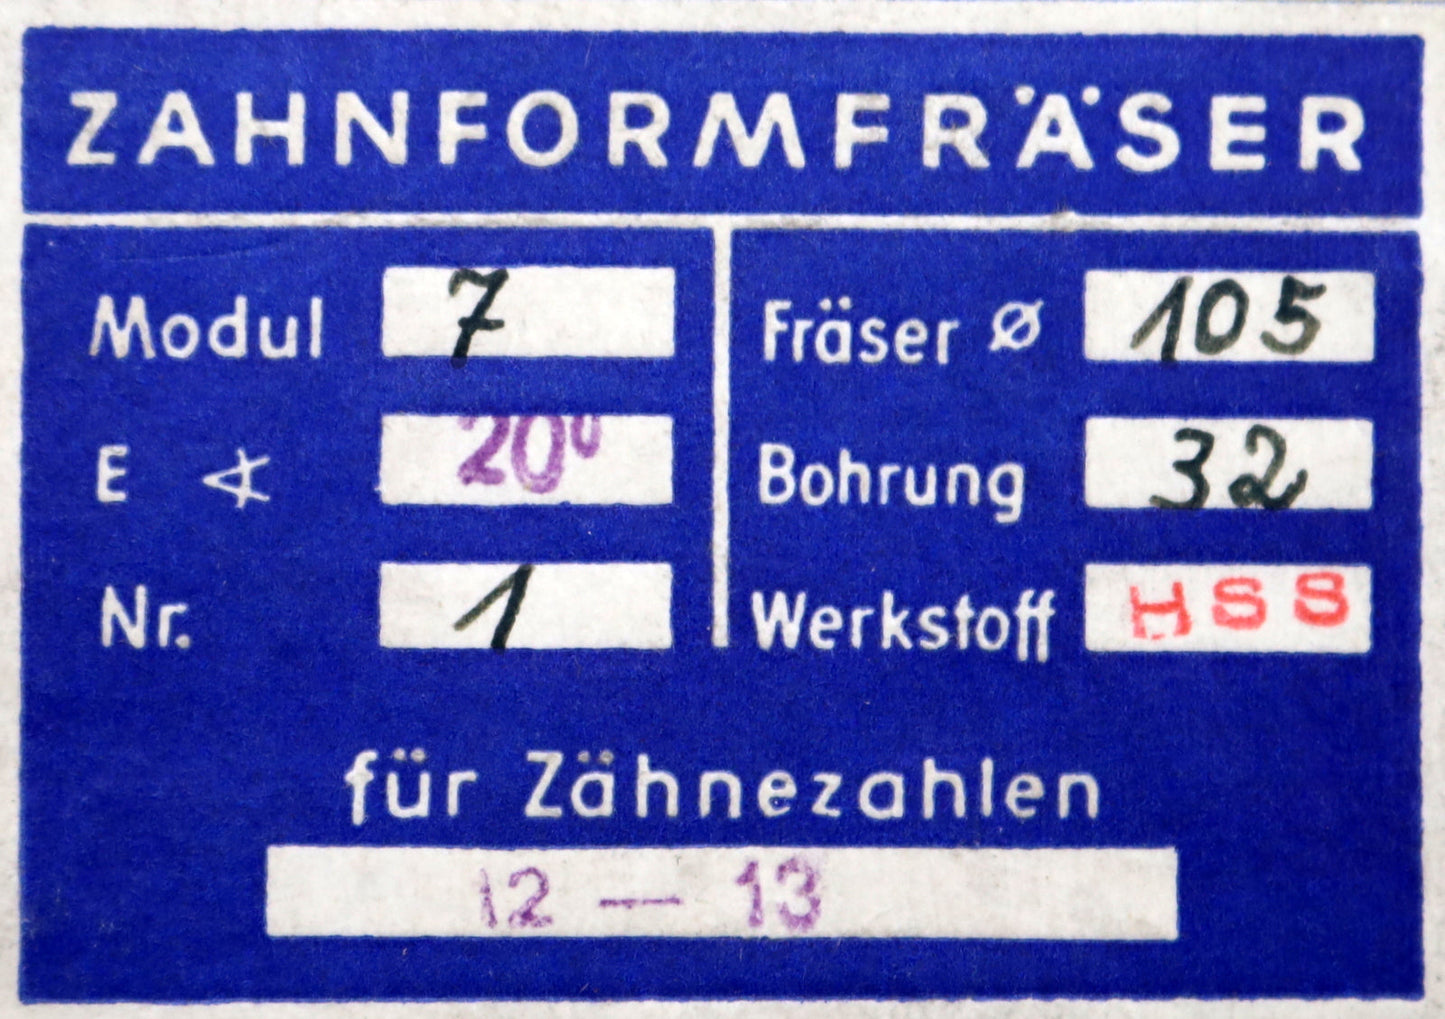 ZAHNFORMFRÄSER
Modul 7
E ∢ 20°
Nr. 1
Fräser ⌀ 105
Bohrung 32
Werkstoff HSS
für Zähnezahlen
12 — 13